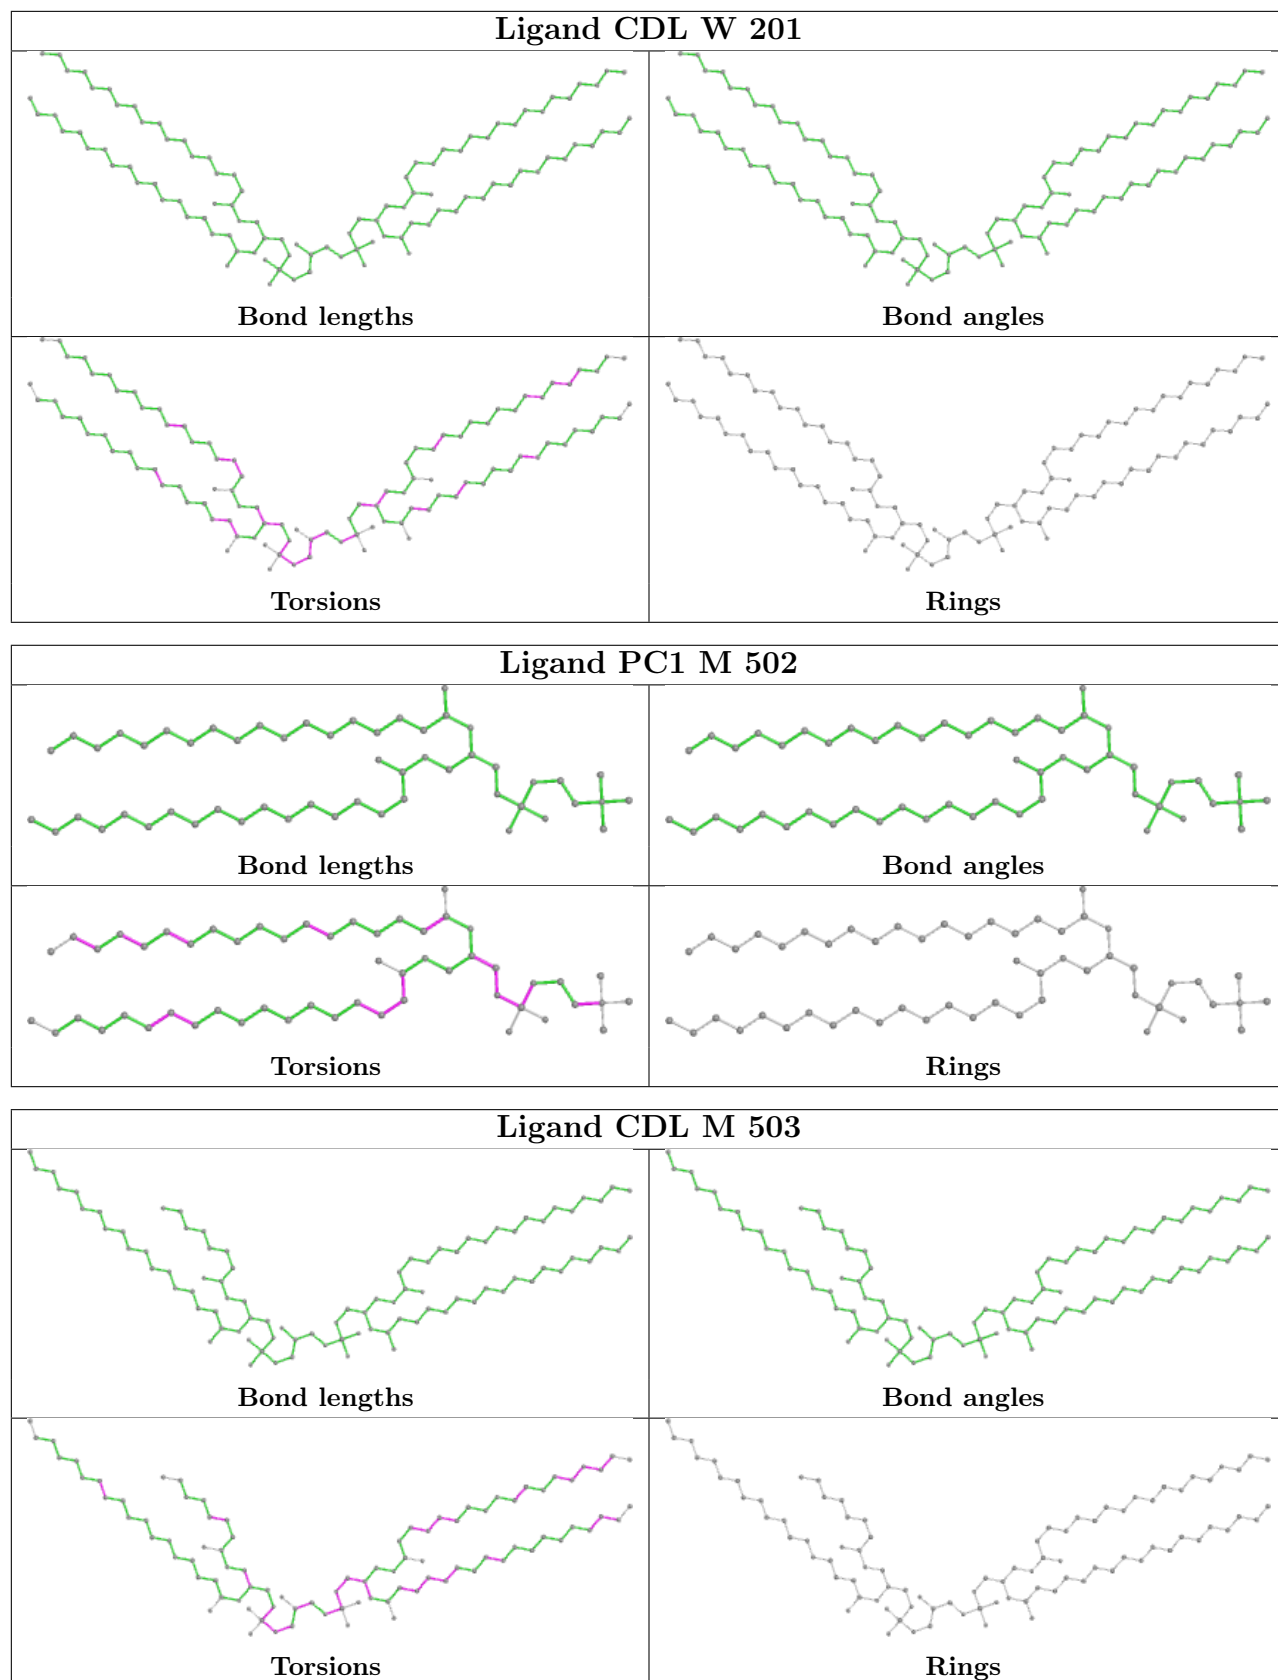 Ligand CDL W 201
Bond lengths
Bond angles
Torsions
Rings
Ligand PC1 M 502
Bond lengths
Bond angles
Torsions
Rings
Ligand CDL M 503
Bond lengths
Bond angles
Torsions
Rings